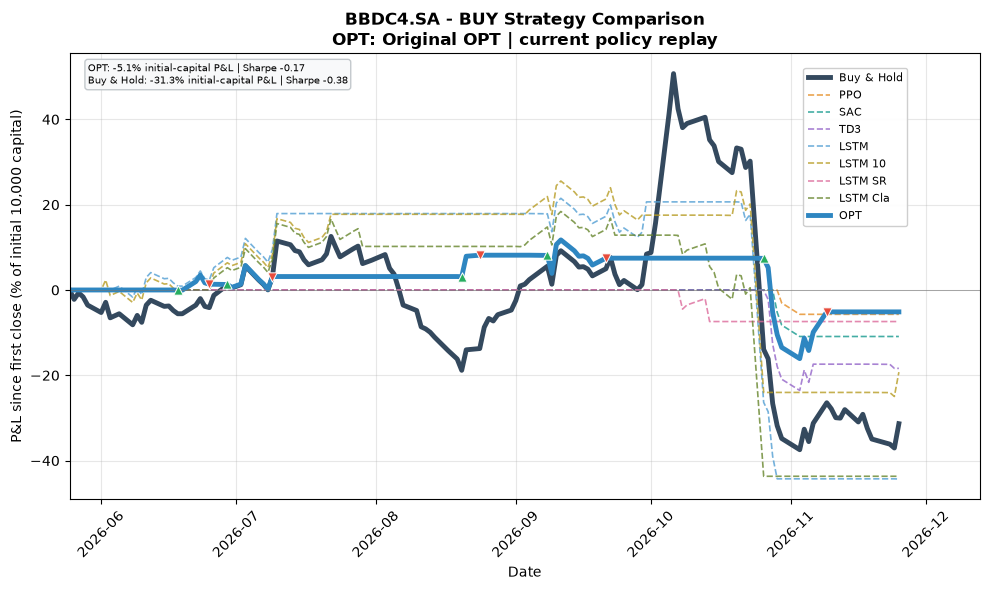 BBDC4.SA - BUY Strategy Comparison
OPT: Original OPT | current policy replay
OPT: -5.1% initial-capital P&L | Sharpe -0.17
Buy & Hold: -31.3% initial-capital P&L | Sharpe -0.38
Buy & Hold
PPO
SAC
TD3
LSTM
LSTM 10
LSTM SR
LSTM Cla
OPT
P&L since first close (% of initial 10,000 capital)
40
20
0
−20
−40
2026-06
2026-07
2026-08
2026-09
2026-10
2026-11
2026-12
Date